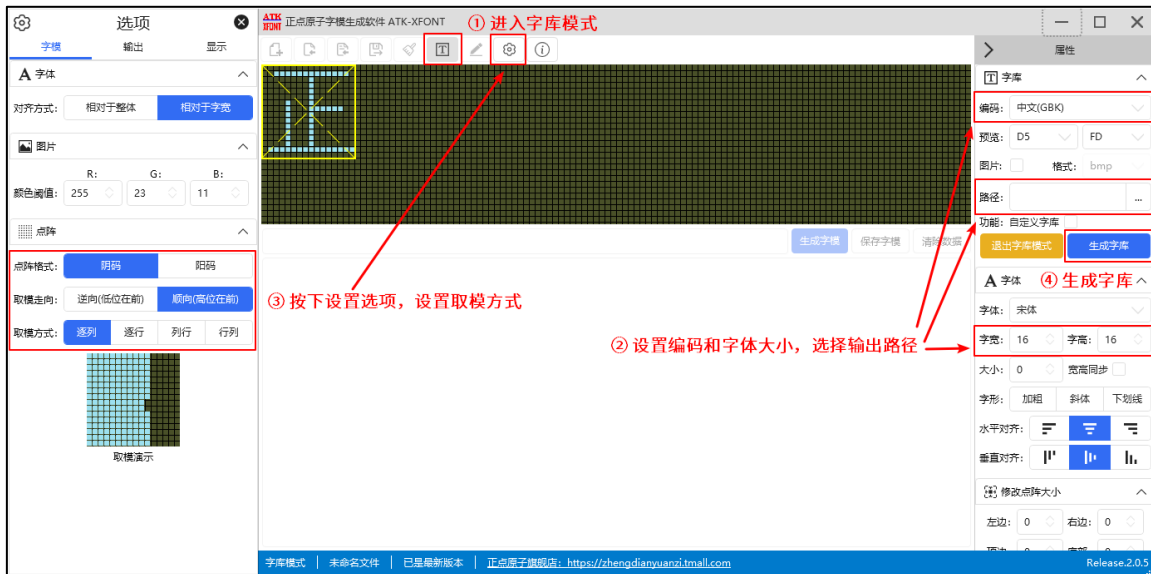 选项
字模 输出 显示
A 字体
对齐方式: 相对于整体 相对于字宽
图片
R: G: B:
颜色阈值: 255 23 11
点阵
点阵格式: 阴码 阳码
取模走向: 逆向(低位在前) 顺向(高位在前)
取模方式: 逐列 逐行 列行 行列
取模演示
ATK XFONT 正点原子字模生成软件 ATK-XFONT
① 进入字库模式
正
生成字模 保存字模 清除数据
③ 按下设置选项，设置取模方式
② 设置编码和字体大小，选择输出路径
属性
T 字库
编码: 中文(GBK)
预览: D5 FD
图片: 格式: bmp
路径: ...
功能: 自定义字库
退出字库模式 生成字库
A 字体 ④ 生成字库
字体: 宋体
字宽: 16 字高: 16
大小: 0 宽高同步
字形: 加粗 斜体 下划线
水平对齐:
垂直对齐:
修改点阵大小
左边: 0 右边: 0
字库模式 未命名文件 已是最新版本 正点原子旗舰店: https://zhengdianyuanzi.tmall.com Release.2.0.5